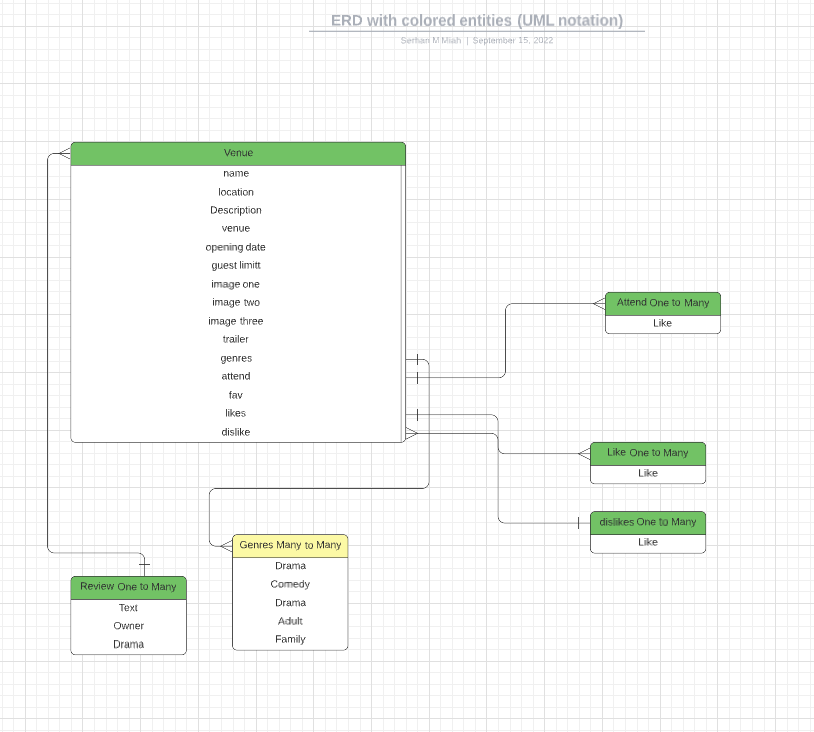 ERD with colored entities (UML notation)
Serhan M Miah | September 15, 2022
Venue
name
location
Description
venue
opening date
guest limitt
image one
image two
image three
trailer
genres
attend
fav
likes
dislike
Attend One to Many
Like
Like One to Many
Like
dislikes One to Many
Like
Genres Many to Many
Drama
Comedy
Drama
Adult
Family
Review One to Many
Text
Owner
Drama